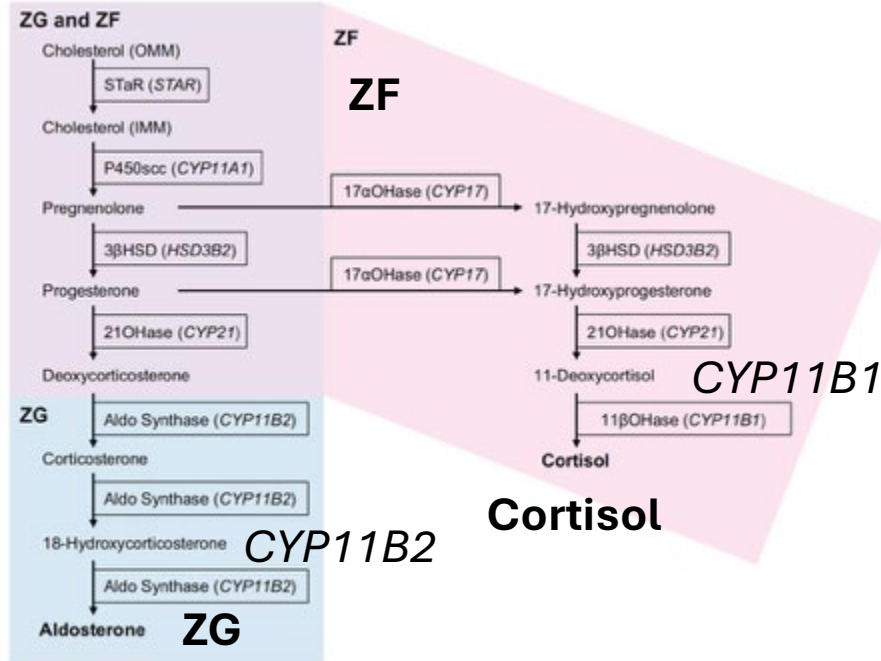 ZG and ZF
Cholesterol (OMM)
STaR (STAR)
Cholesterol (IMM)
P450scc (CYP11A1)
Pregnenolone
3βHSD (HSD3B2)
Progesterone
21OHase (CYP21)
Deoxycorticosterone
ZG
Aldo Synthase (CYP11B2)
Corticosterone
Aldo Synthase (CYP11B2)
18-Hydroxycorticosterone
CYP11B2
Aldo Synthase (CYP11B2)
Aldosterone
ZG
ZF
ZF
17αOHase (CYP17)
17-Hydroxypregnenolone
3βHSD (HSD3B2)
17αOHase (CYP17)
17-Hydroxyprogesterone
21OHase (CYP21)
11-Deoxycortisol
CYP11B1
11βOHase (CYP11B1)
Cortisol
Cortisol